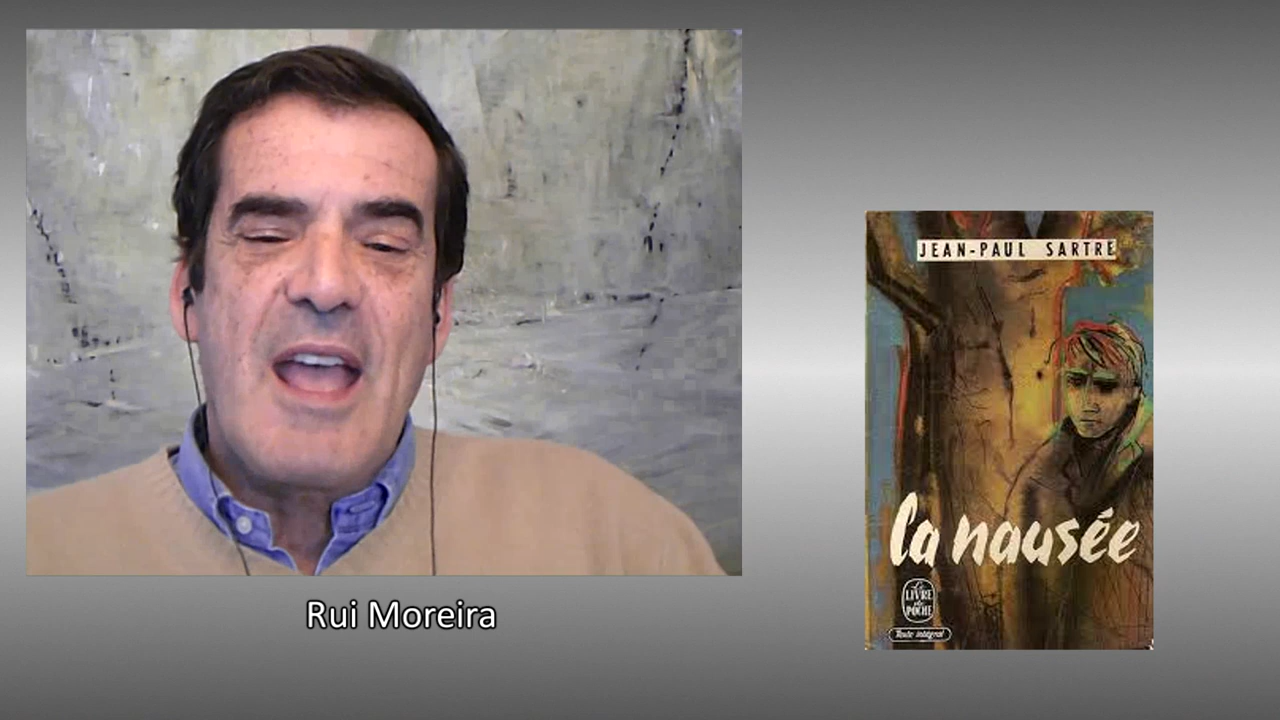 Rui Moreira
JEAN-PAUL SARTRE
la nausée
Le
LIVRE
de
POCHE
Texte intégral